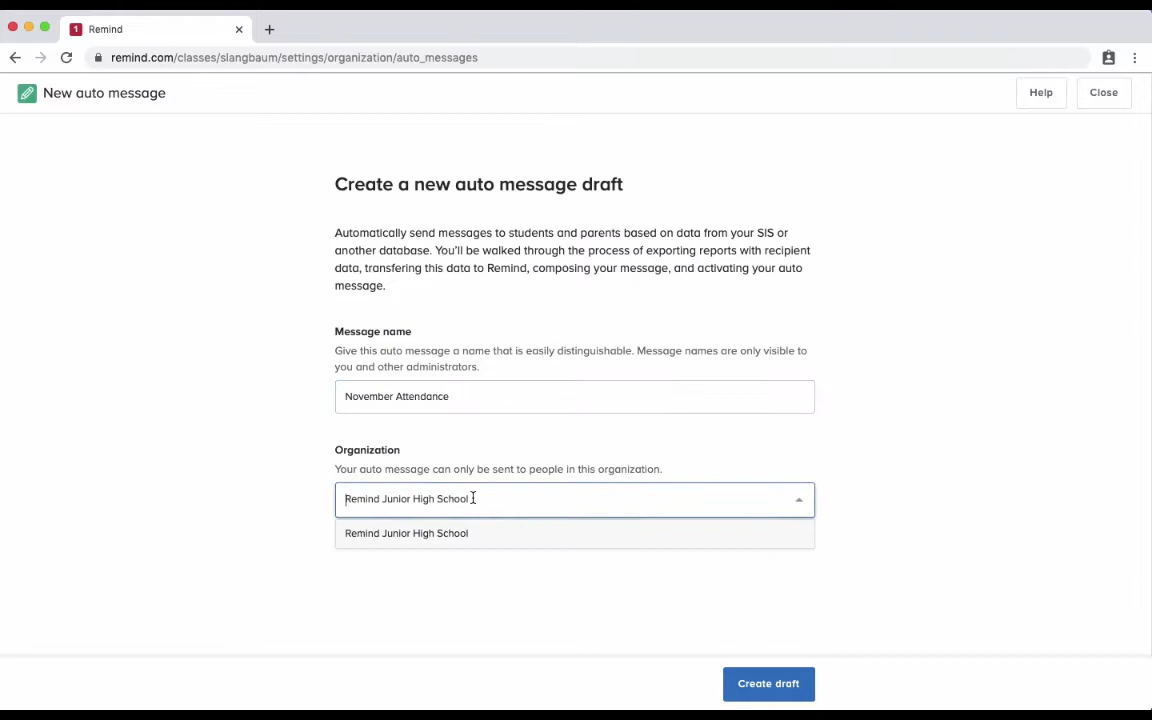 1 Remind
remind.com/classes/slangbaum/settings/organization/auto_messages
New auto message
Help
Close
Create a new auto message draft
Automatically send messages to students and parents based on data from your SIS or
another database. You'll be walked through the process of exporting reports with recipient
data, transfering this data to Remind, composing your message, and activating your auto
message.
Message name
Give this auto message a name that is easily distinguishable. Message names are only visible to
you and other administrators.
November Attendance
Organization
Your auto message can only be sent to people in this organization.
Remind Junior High School
Remind Junior High School
Create draft